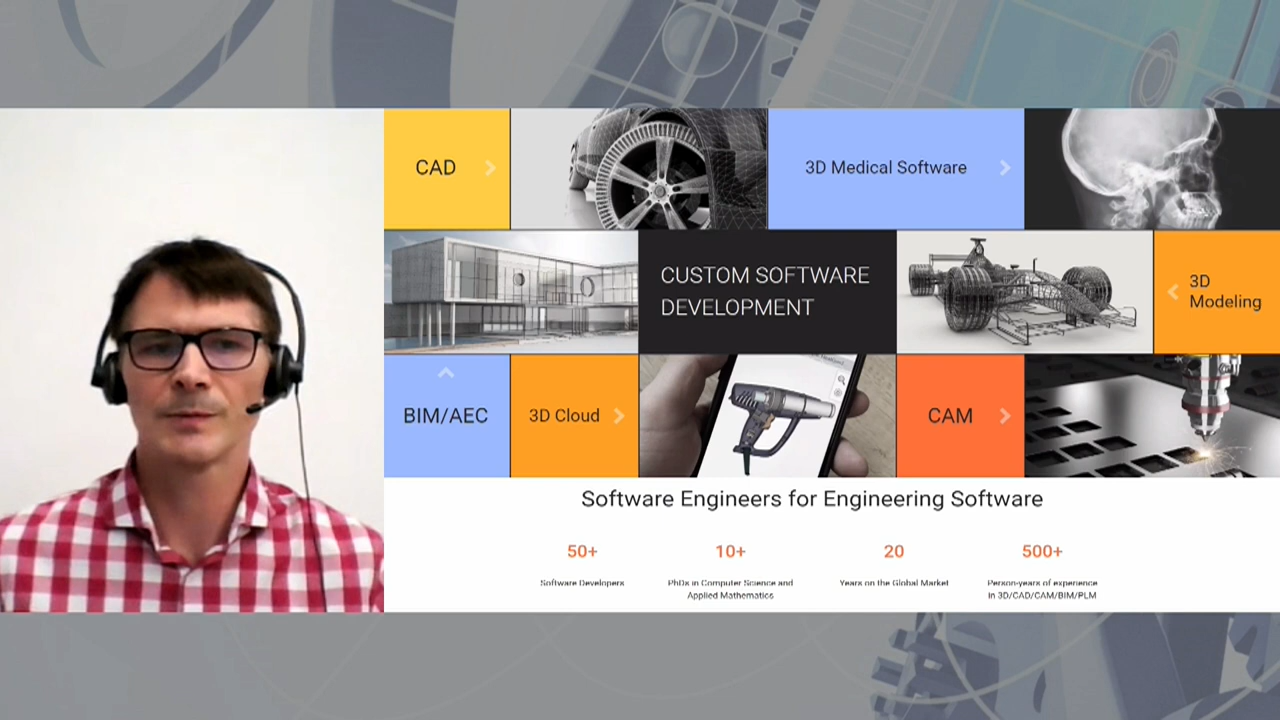 CAD
3D Medical Software
CUSTOM SOFTWARE
DEVELOPMENT
3D
Modeling
BIM/AEC
3D Cloud
CAM
Software Engineers for Engineering Software
50+
10+
20
500+
Software Developers
PhDs in Computer Science and
Applied Mathematics
Years on the Global Market
Person-years of experience
in 3D/CAD/CAM/BIM/PLM